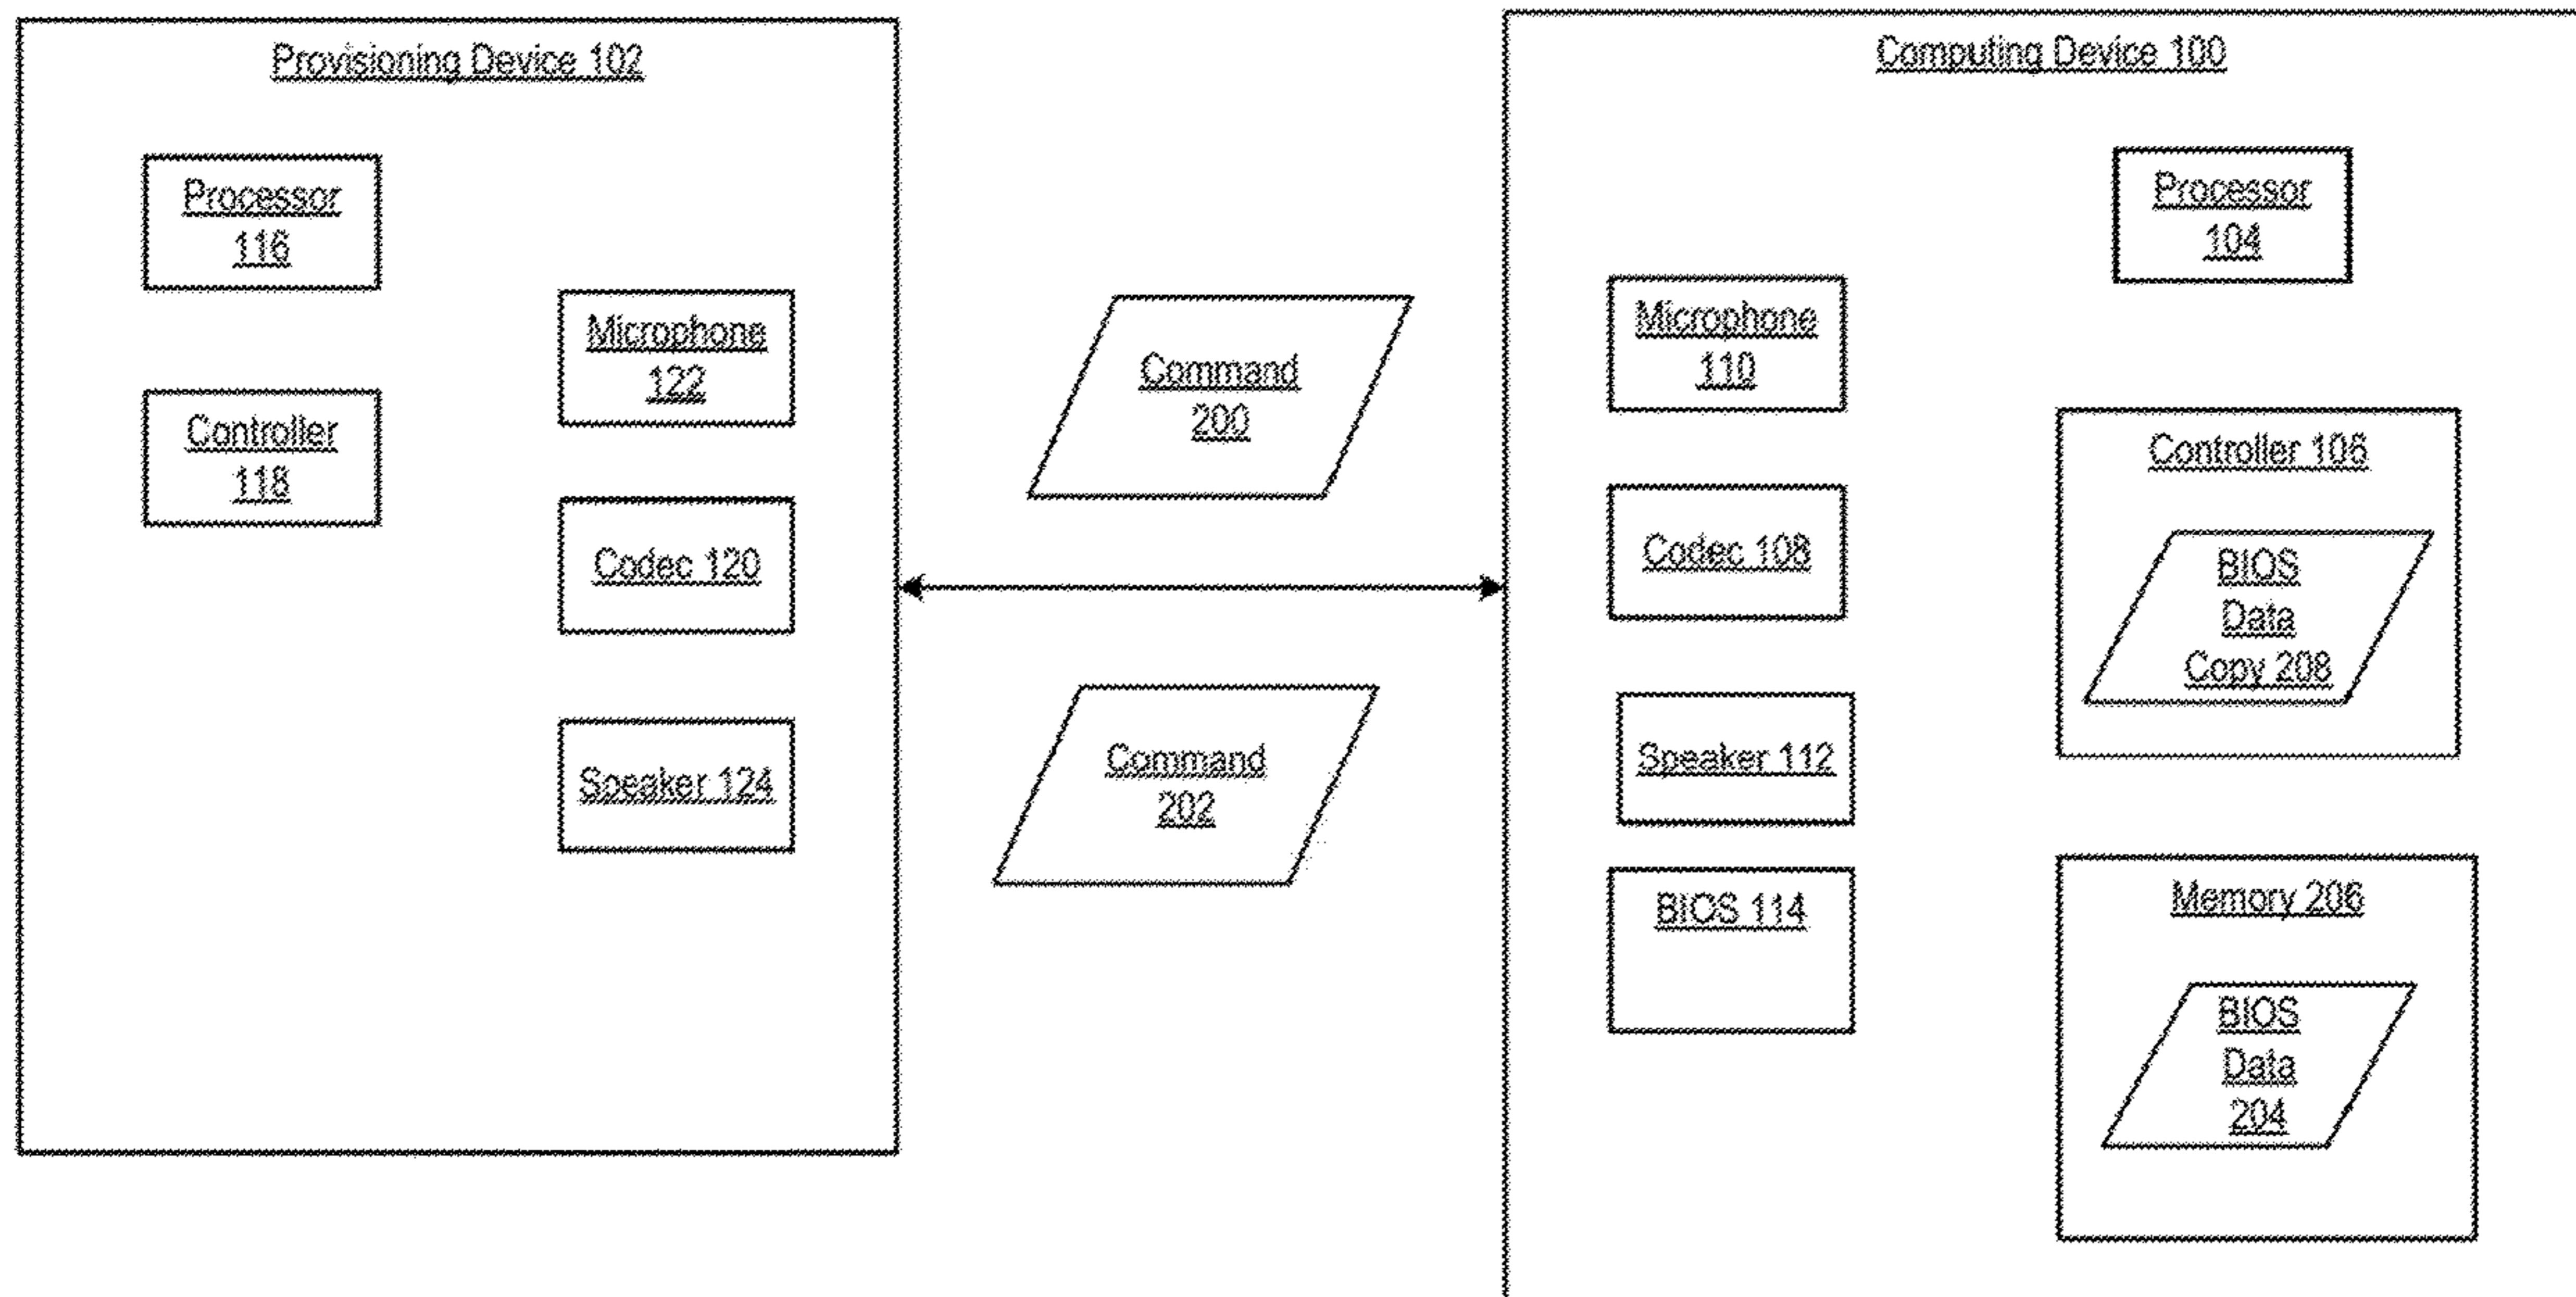 Provisioning Device 102
Processor
116
Controller
118
Microphone
122
Codec 120
Speaker 124
Command
200
Command
202
Computing Device 100
Microphone
110
Codec 108
Speaker 112
BIOS 114
Processor
104
Controller 106
BIOS
Data
Copy 208
Memory 206
BIOS
Data
204